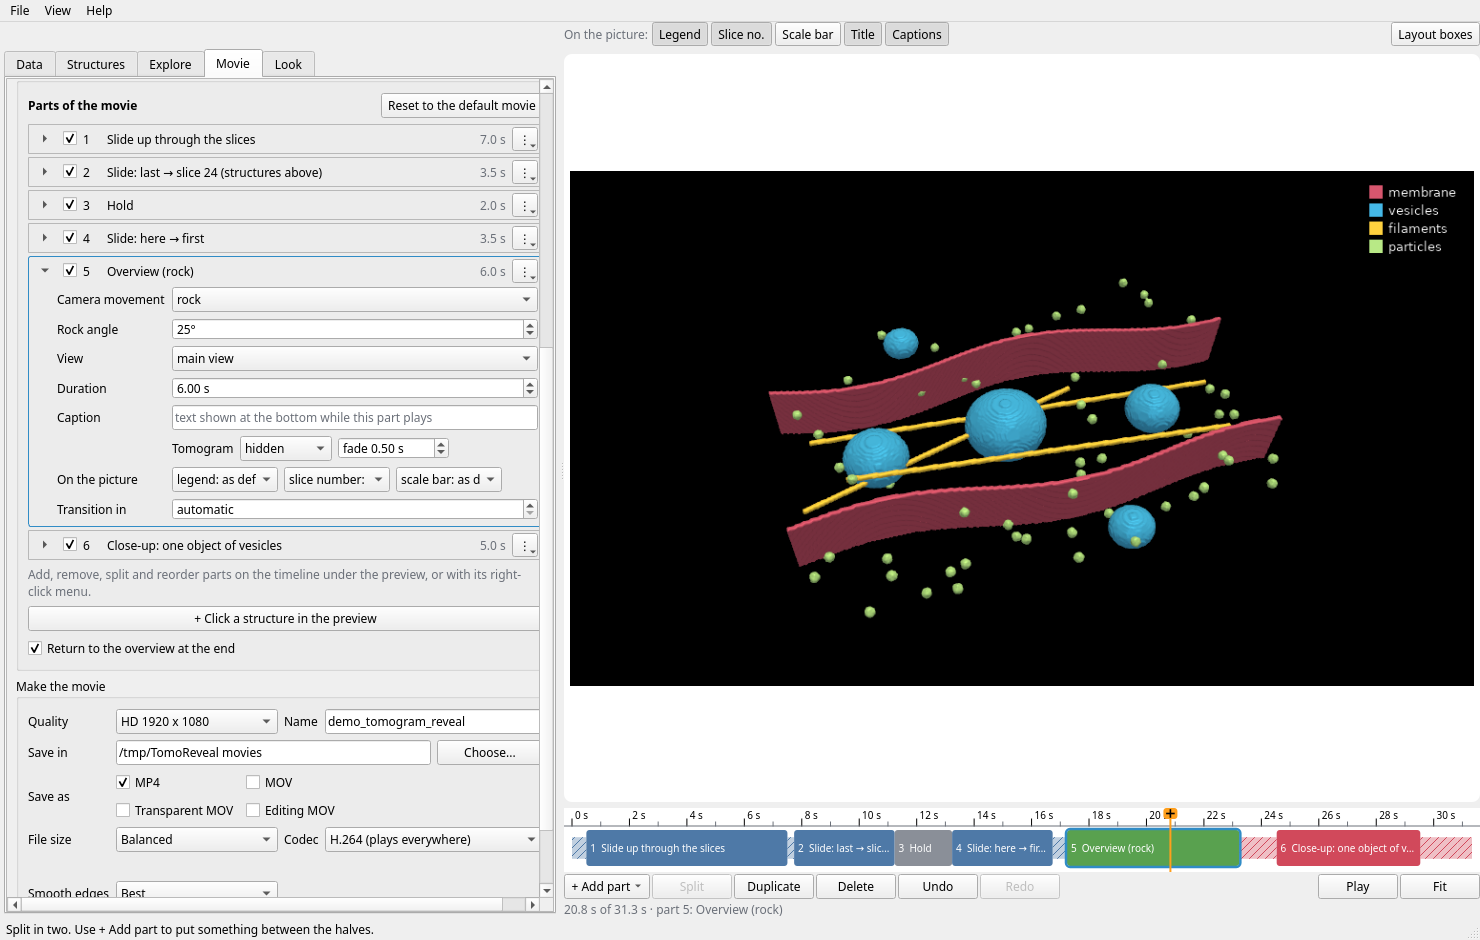 File View Help
On the picture: Legend Slice no. Scale bar Title Captions Layout boxes
Data Structures Explore Movie Look
Parts of the movie Reset to the default movie
1 Slide up through the slices 7.0 s
2 Slide: last → slice 24 (structures above) 3.5 s
3 Hold 2.0 s
4 Slide: here → first 3.5 s
5 Overview (rock) 6.0 s
Camera movement rock
Rock angle 25°
View main view
Duration 6.00 s
Caption text shown at the bottom while this part plays
Tomogram hidden fade 0.50 s
On the picture legend: as def slice number: scale bar: as d
Transition in automatic
6 Close-up: one object of vesicles 5.0 s
Add, remove, split and reorder parts on the timeline under the preview, or with its right-
click menu.
+ Click a structure in the preview
Return to the overview at the end
Make the movie
Quality HD 1920 x 1080 Name demo_tomogram_reveal
Save in /tmp/TomoReveal movies Choose...
Save as MP4 MOV
Transparent MOV Editing MOV
File size Balanced Codec H.264 (plays everywhere)
Smooth edges Best
membrane
vesicles
filaments
particles
0 s 2 s 4 s 6 s 8 s 10 s 12 s 14 s 16 s 18 s 20 22 s 24 s 26 s 28 s 30 s
1 Slide up through the slices 2 Slide: last → slic... 3 Hold 4 Slide: here → fir... 5 Overview (rock) 6 Close-up: one object of v...
+ Add part Split Duplicate Delete Undo Redo Play Fit
20.8 s of 31.3 s · part 5: Overview (rock)
Split in two. Use + Add part to put something between the halves.